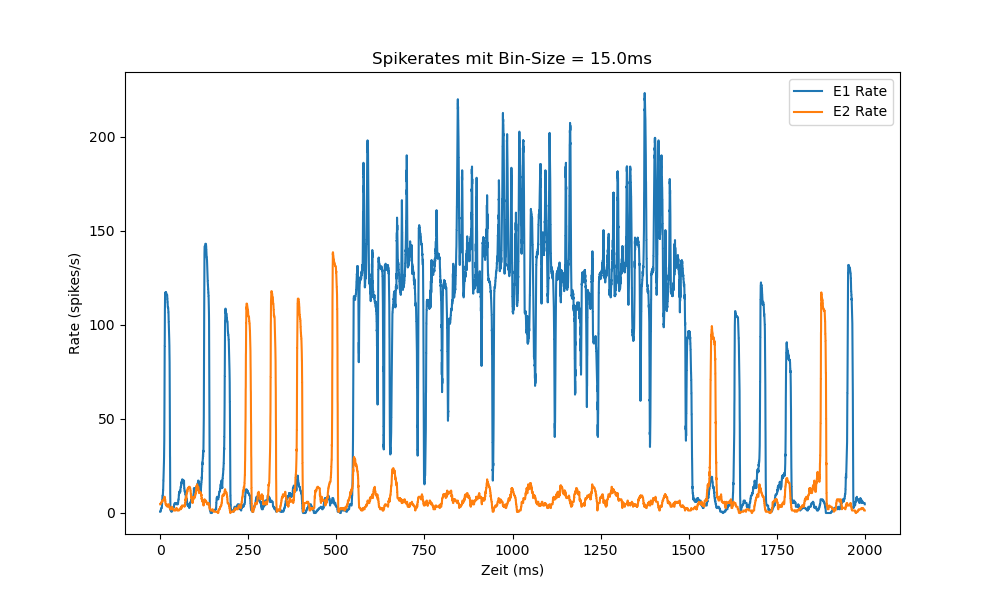 Spikerates mit Bin-Size = 15.0ms
E1 Rate
E2 Rate
Rate (spikes/s)
200
150
100
50
0
0 250 500 750 1000 1250 1500 1750 2000
Zeit (ms)